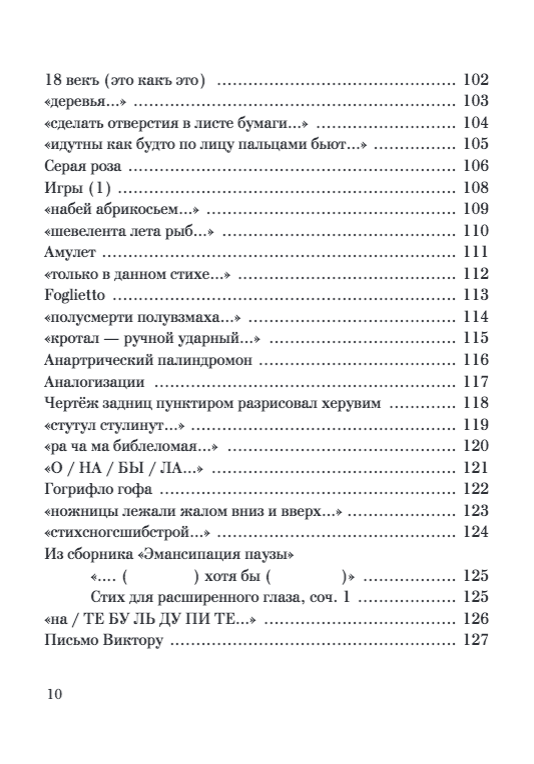 18 векъ (это какъ это) ........................................ 102
«деревья...» ...................................................... 103
«сделать отверстия в листе бумаги...» ........................ 104
«идутны как будто по лицу пальцами бьют...» ............... 105
Серая роза ........................................................ 106
Игры (1) .......................................................... 108
«набей абрикосьем...» .......................................... 109
«шевелента лета рыб...» ........................................ 110
Амулет ............................................................ 111
«только в данном стихе...» ...................................... 112
Foglietto .......................................................... 113
«полусмерти полувзмаха...» .................................... 114
«кротал — ручной ударный...» ................................ 115
Анартрический палиндромон .................................. 116
Аналогизации .................................................... 117
Чертёж задниц пунктиром разрисовал херувим ............ 118
«стутул стулинут...» .............................................. 119
«ра ча ма библеломая...» ........................................ 120
«О / НА / БЫ / ЛА...» .......................................... 121
Гогрифло гофа .................................................... 122
«ножницы лежали жалом вниз и вверх...» .................. 123
«стихсногсшибстрой...» .......................................... 124
Из сборника «Эмансипация паузы»
«.... (            ) хотя бы (            )» ................ 125
Стих для расширенного глаза, соч. 1 .................. 125
«на / ТЕ БУ ЛЬ ДУ ПИ ТЕ...» .................................. 126
Письмо Виктору .................................................. 127
10